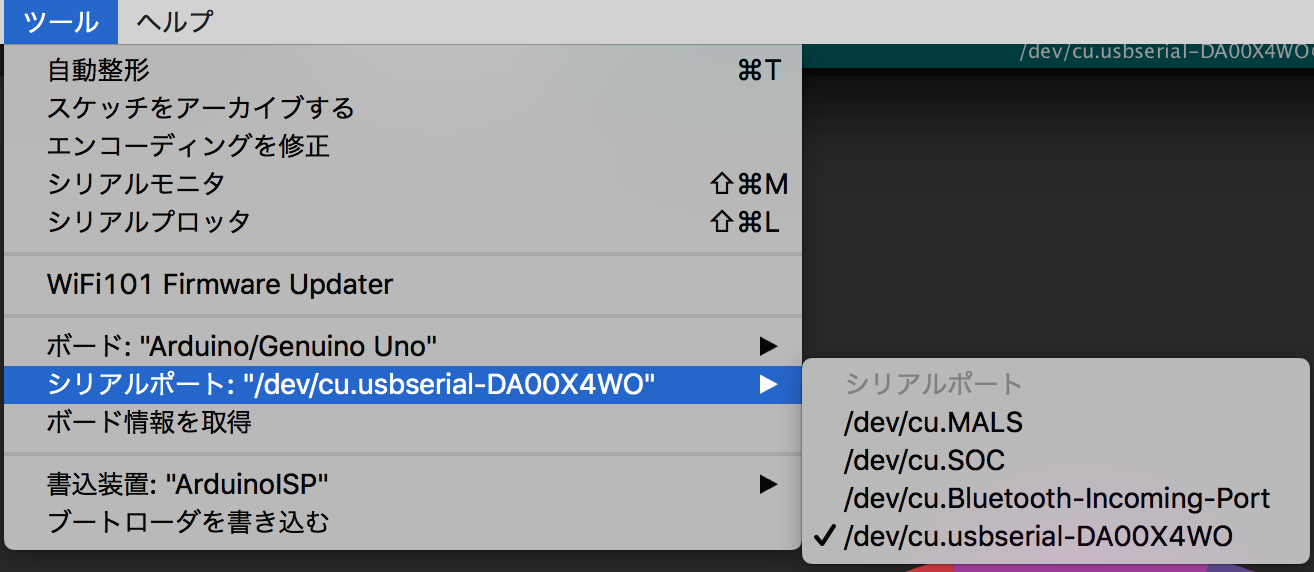 ツール ヘルプ
/dev/cu.usbserial-DA00X4WO
自動整形 ⌘T
スケッチをアーカイブする
エンコーディングを修正
シリアルモニタ ⇧⌘M
シリアルプロッタ ⇧⌘L
WiFi101 Firmware Updater
ボード: "Arduino/Genuino Uno" ▶
シリアルポート: "/dev/cu.usbserial-DA00X4WO" ▶
ボード情報を取得
書込装置: "ArduinoISP" ▶
ブートローダを書き込む
シリアルポート
/dev/cu.MALS
/dev/cu.SOC
/dev/cu.Bluetooth-Incoming-Port
✓ /dev/cu.usbserial-DA00X4WO